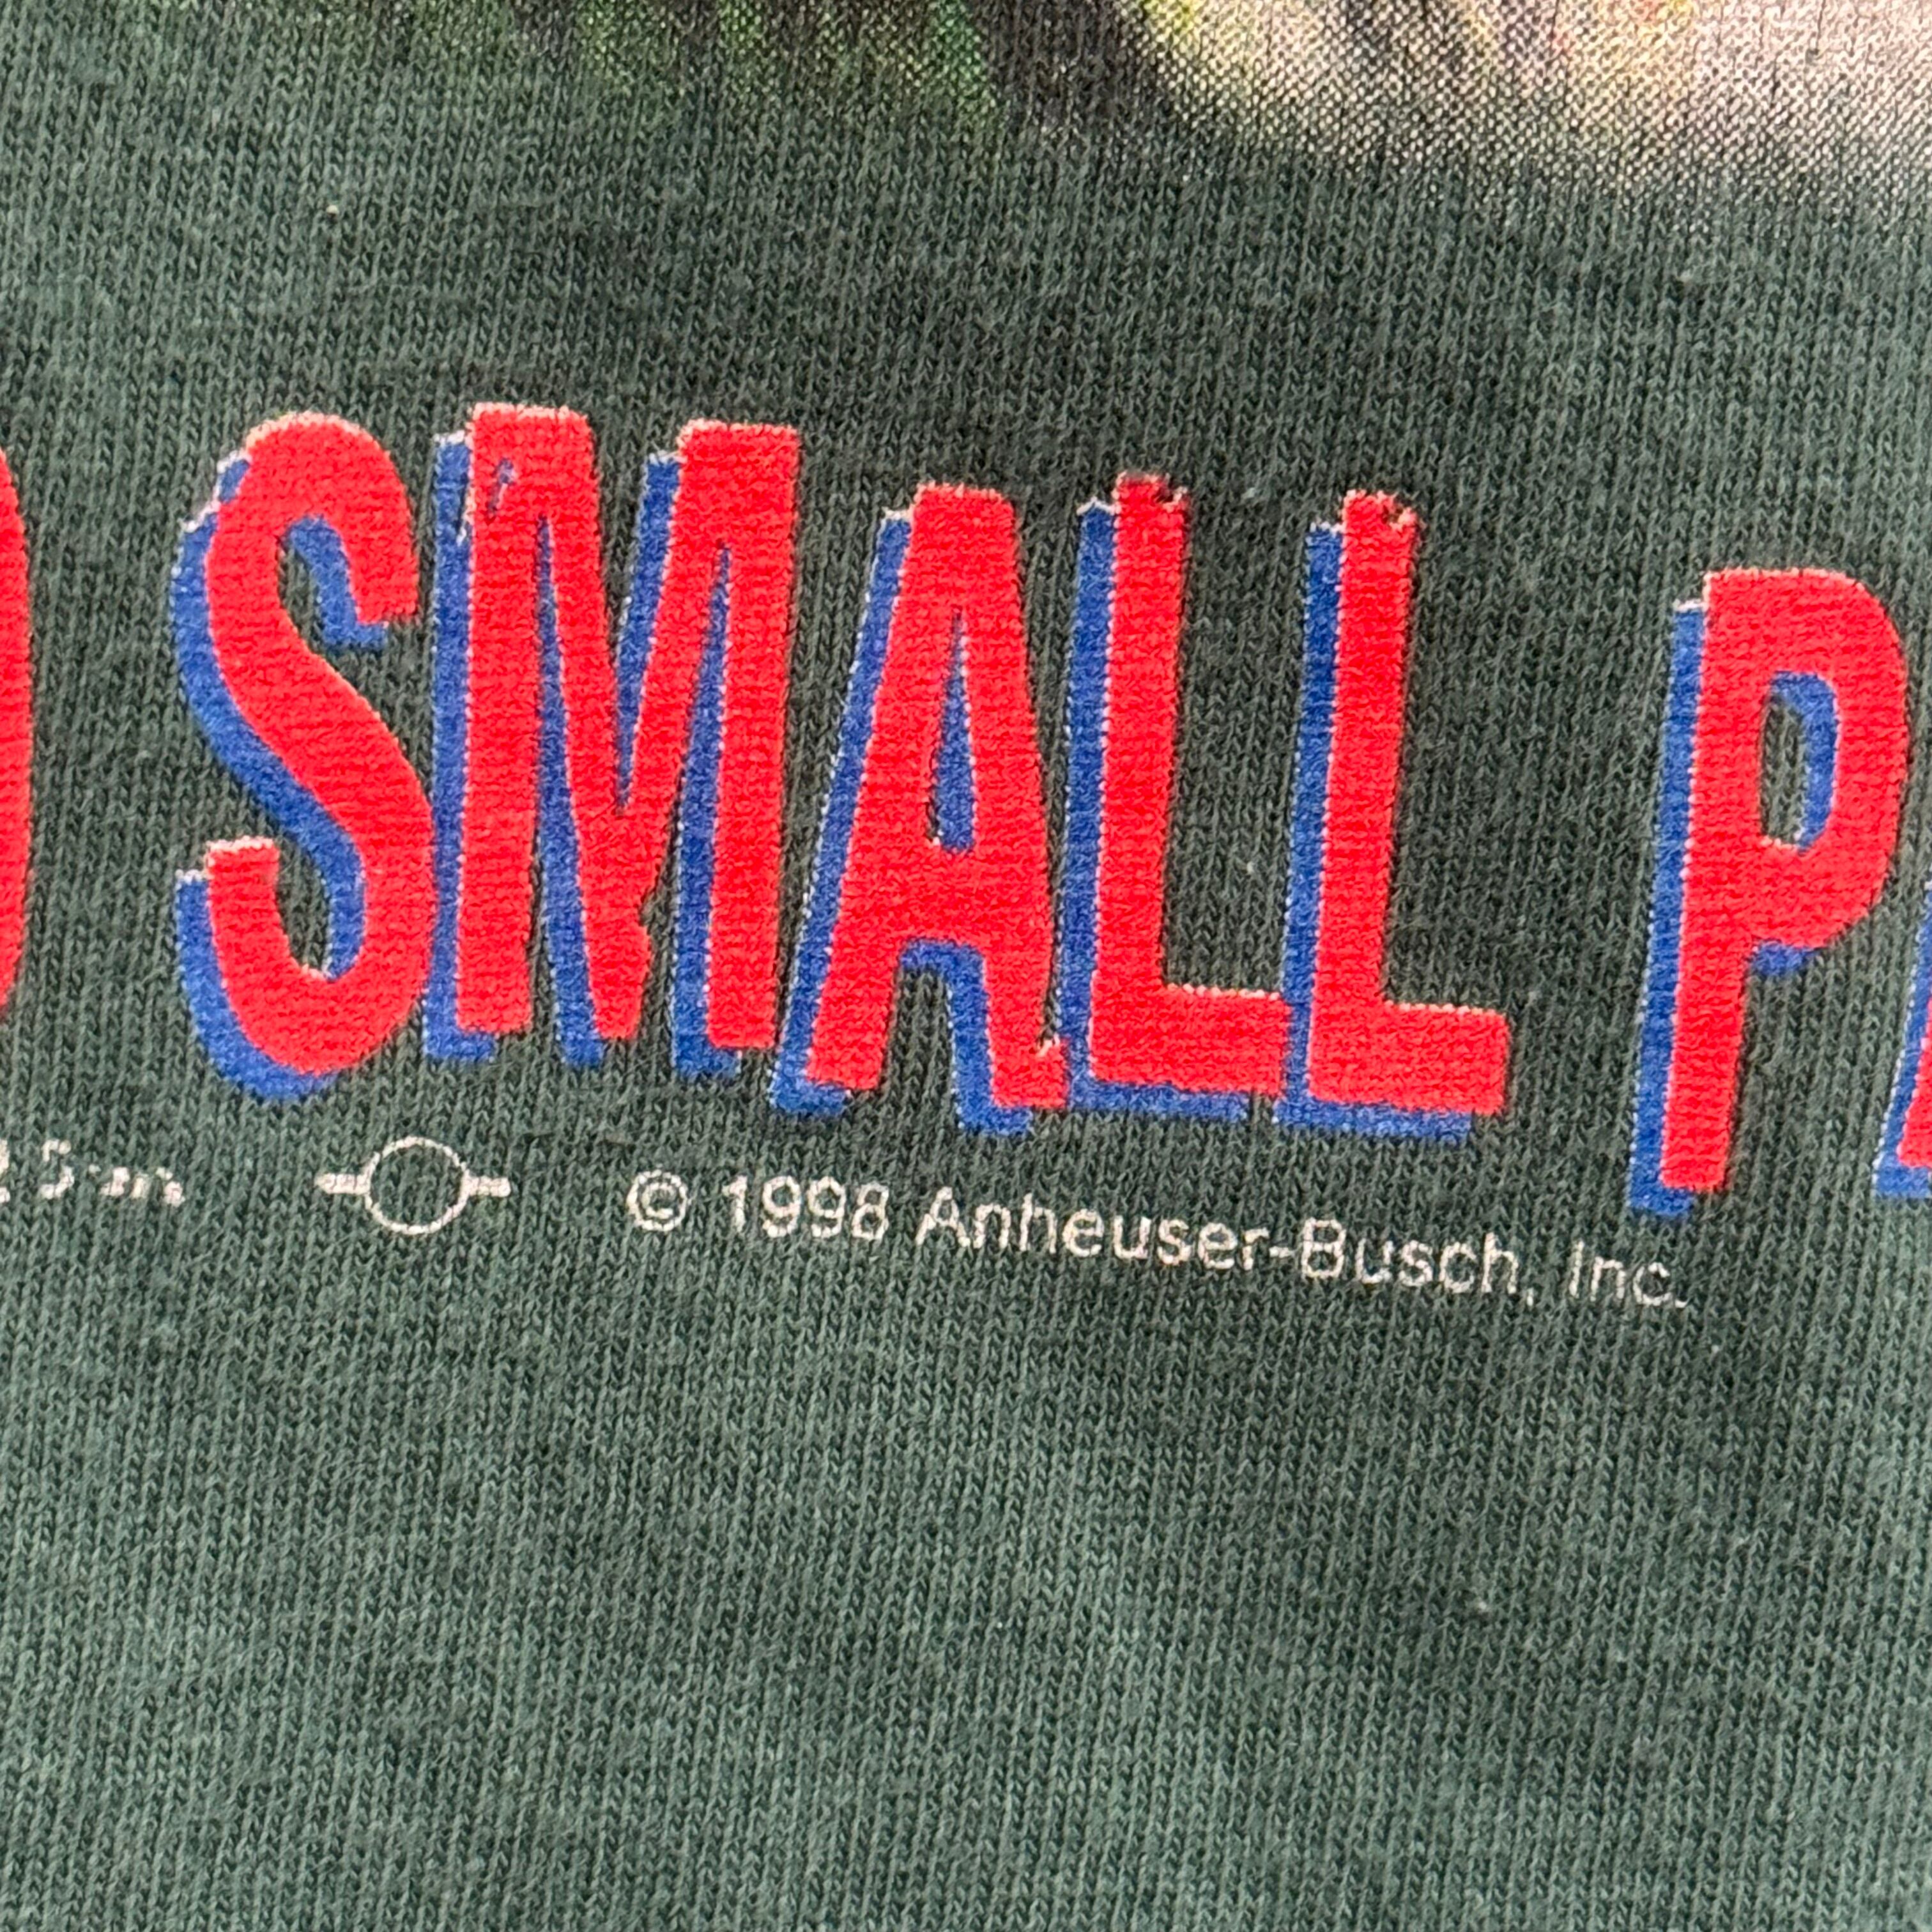 SMALL
© 1998 Anheuser-Busch, Inc.